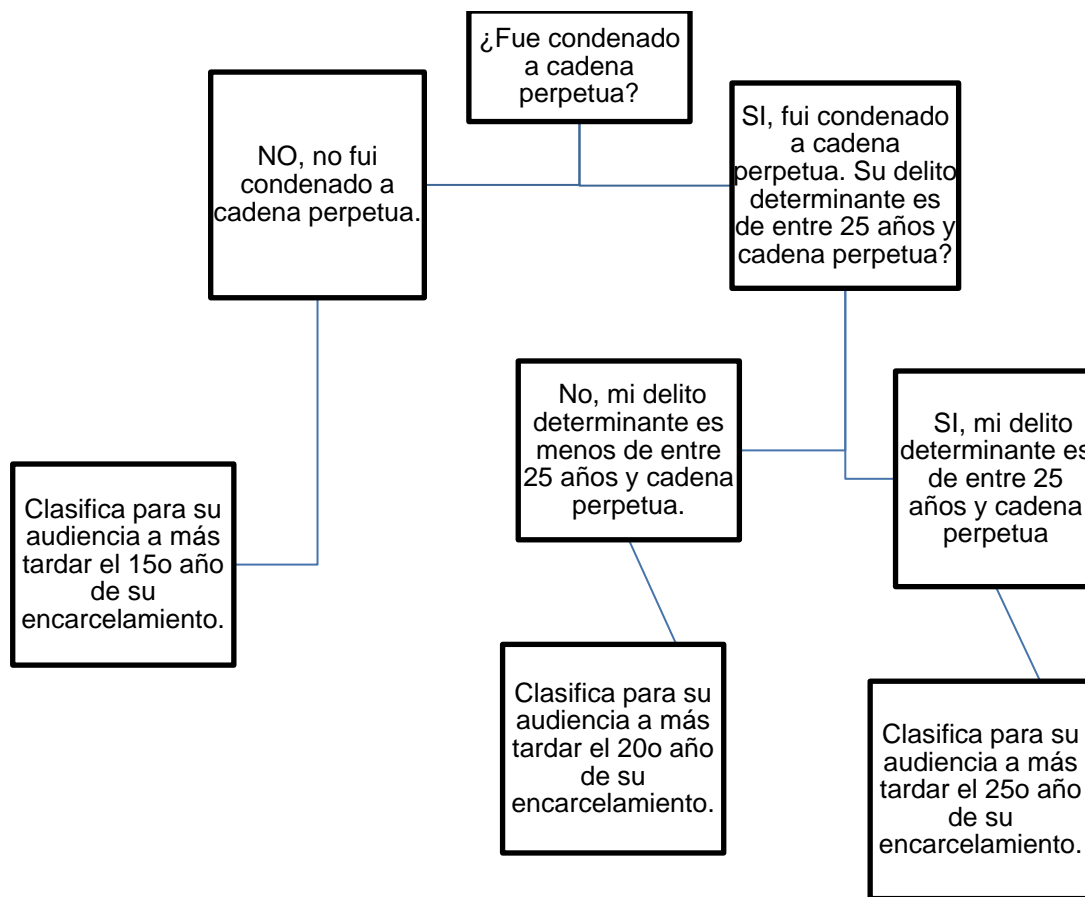 ¿Fue condenado
a cadena
perpetua?
NO, no fui
condenado a
cadena perpetua.
SI, fui condenado
a cadena
perpetua. Su delito
determinante es
de entre 25 años y
cadena perpetua?
Clasifica para su
audiencia a más
tardar el 15o año
de su
encarcelamiento.
No, mi delito
determinante es
menos de entre
25 años y cadena
perpetua.
SI, mi delito
determinante es
de entre 25
años y cadena
perpetua
Clasifica para su
audiencia a más
tardar el 20o año
de su
encarcelamiento.
Clasifica para su
audiencia a más
tardar el 25o año
de su
encarcelamiento.